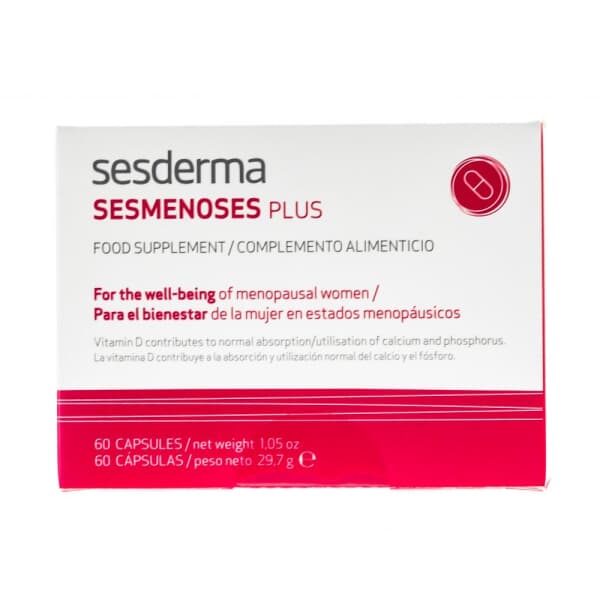 sesderma
SESMENOSES PLUS
FOOD SUPPLEMENT / COMPLEMENTO ALIMENTICIO
For the well-being of menopausal women /
Para el bienestar de la mujer en estados menopáusicos
Vitamin D contributes to normal absorption/utilisation of calcium and phosphorus.
La vitamina D contribuye a la absorción y utilización normal del calcio y el fósforo.
60 CAPSULES / net weight 1,05 oz
60 CÁPSULAS / peso neto 29,7 g CE